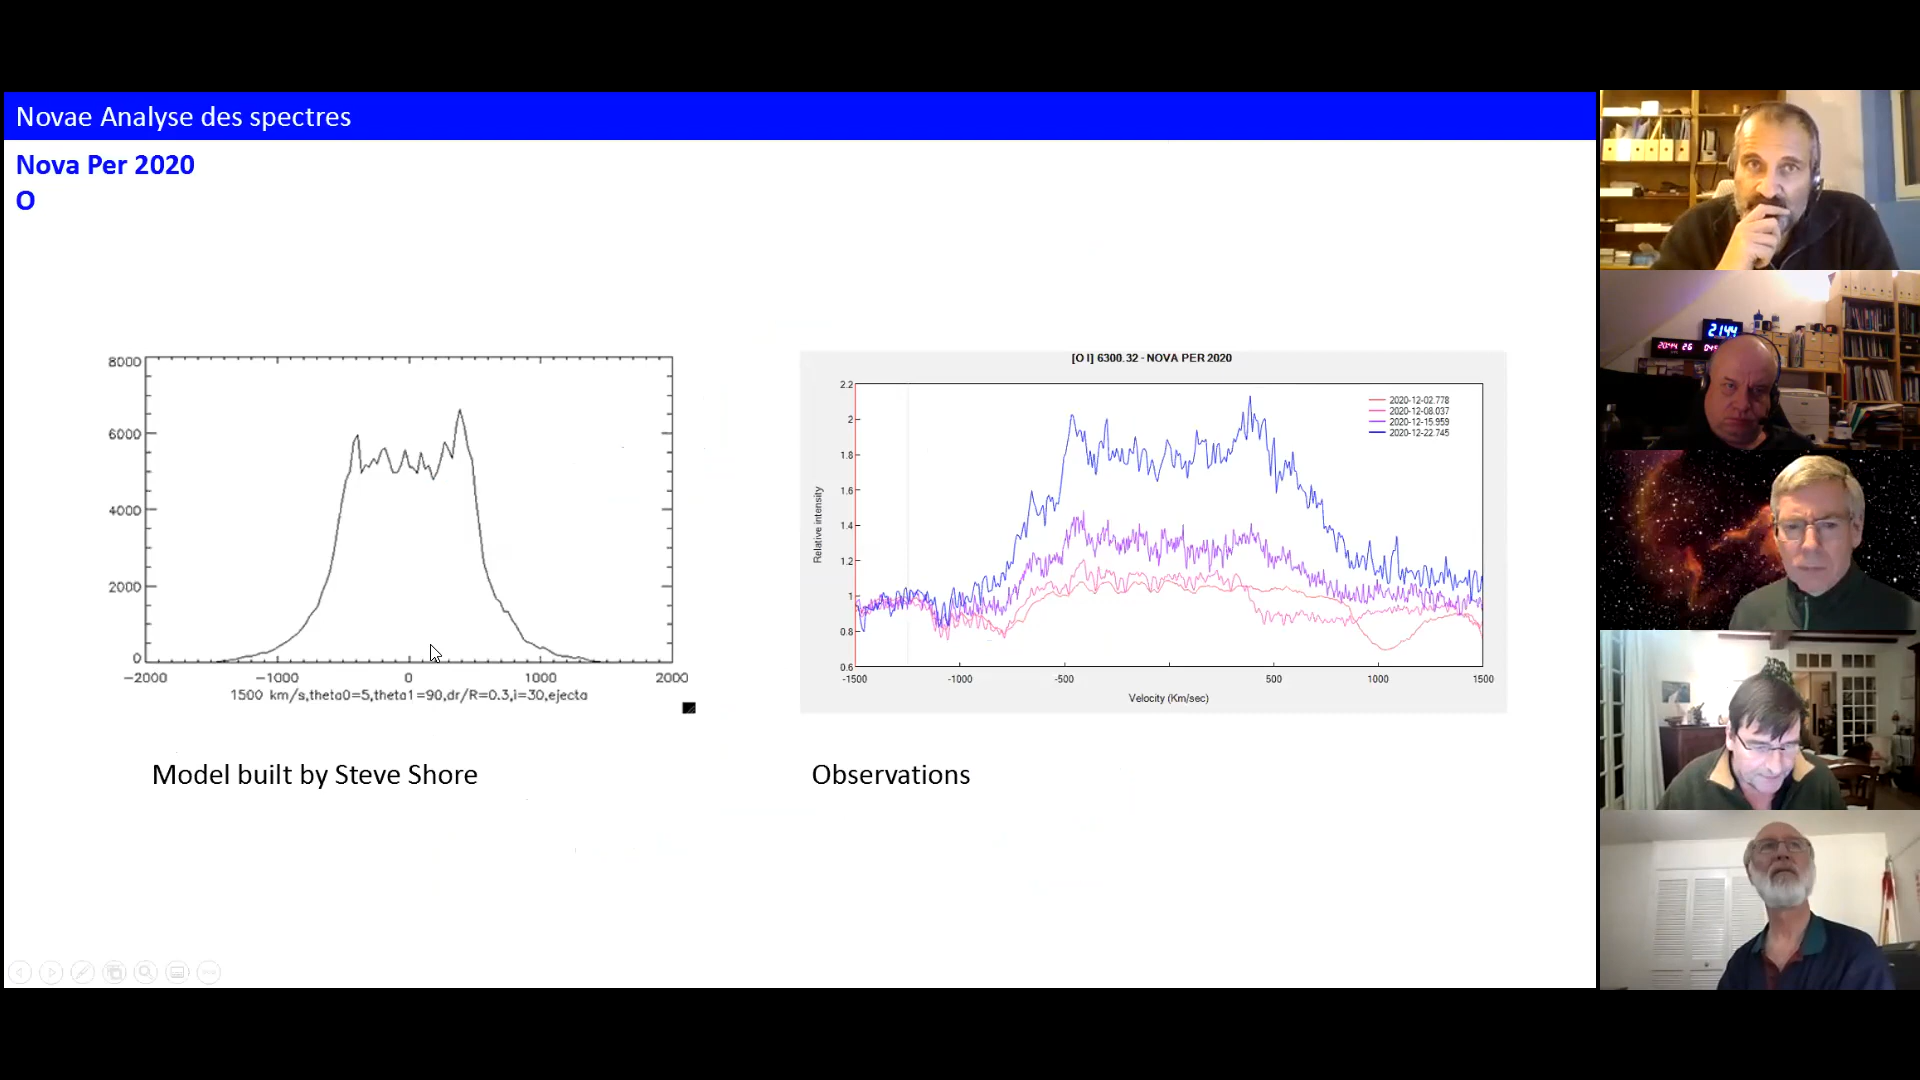 Novae Analyse des spectres
Nova Per 2020
O
8000
6000
4000
2000
0
-2000 -1000 0 1000 2000
1500 km/s,theta0=5,theta1=90,dr/R=0.3,i=30,ejecta
Model built by Steve Shore
[O I] 6300.32 - NOVA PER 2020
2020-12-02.778
2020-12-08.037
2020-12-15.959
2020-12-22.745
Relative intensity
2.2
2
1.8
1.6
1.4
1.2
1
0.8
0.6
-1500 -1000 -500 500 1000 1500
Velocity (Km/sec)
Observations
21:44